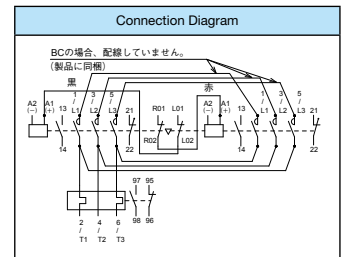 Connection Diagram
BCの場合、配線していません。
(製品に同梱)
黒
赤
A2 A1 13 1 3 5 21
(−) (+) / / /
L1 L2 L3
R01 L01
A2 A1 13 1 3 5 21
(−) (+) / / /
L1 L2 L3
14 22
R02 L02
14 22
97 95
98 96
2 4 6
/ / /
T1 T2 T3